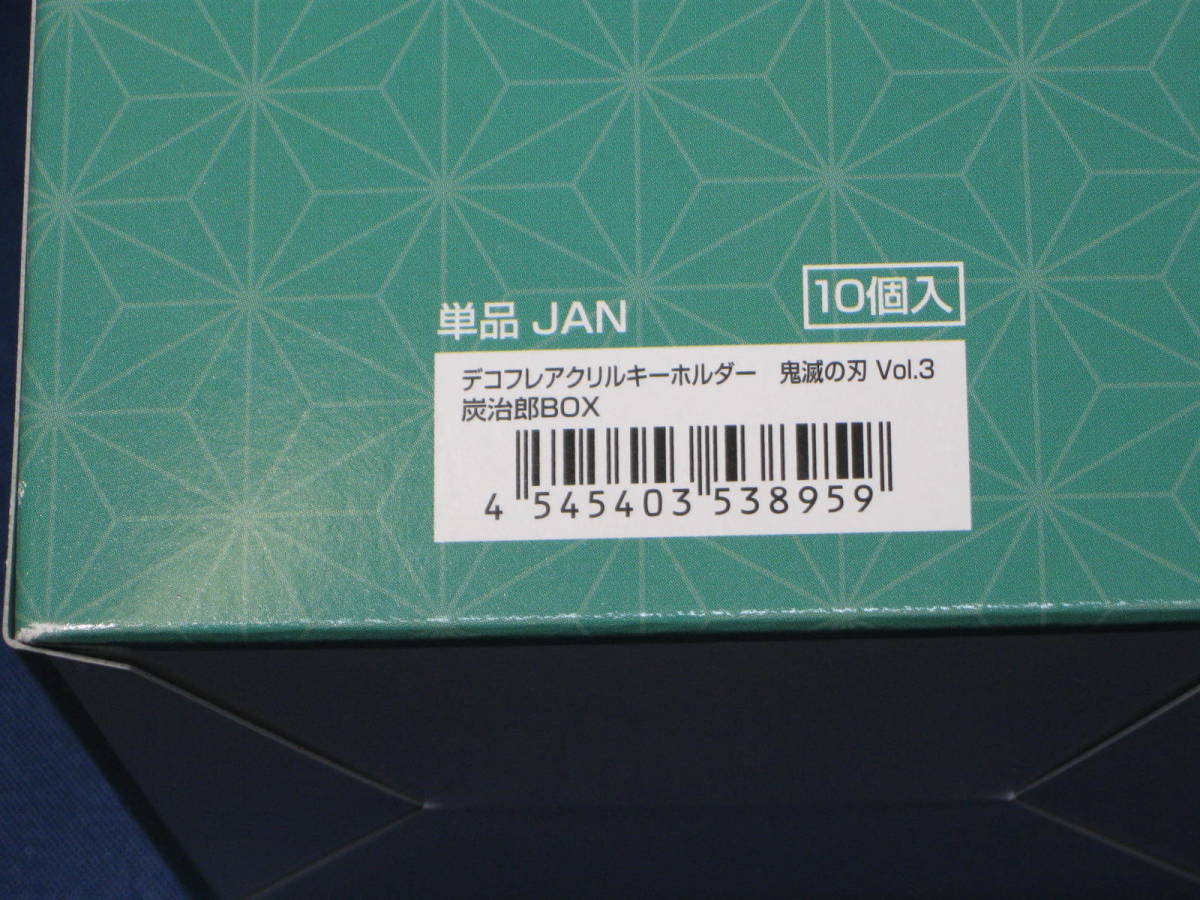 単品 JAN
10個入
デコフレアクリルキーホルダー　鬼滅の刃 Vol.3
炭治郎BOX
4 545403 538959